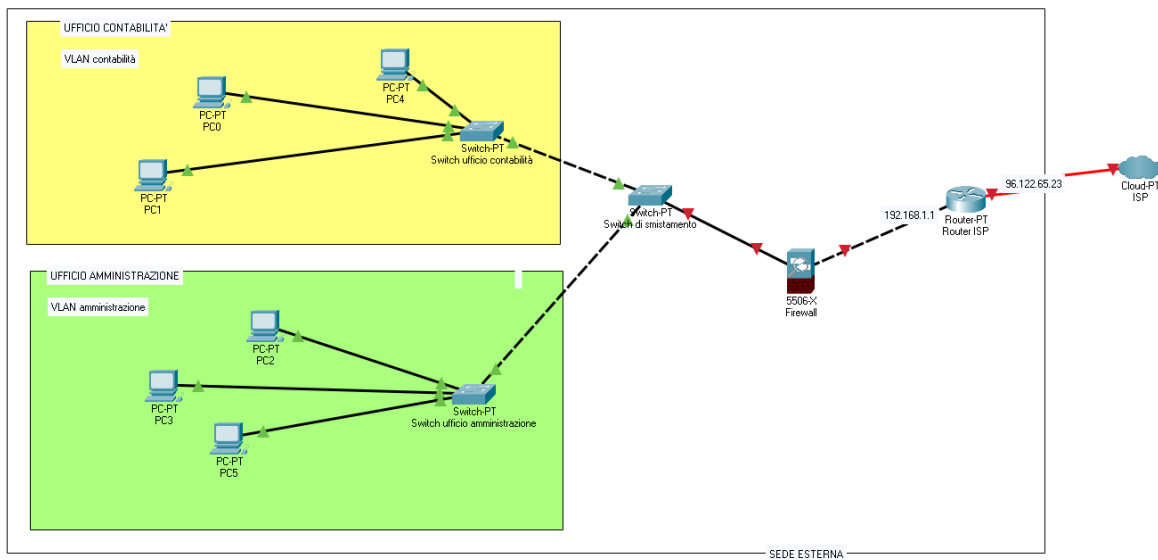 UFFICIO CONTABILITA'
VLAN contabilità
PC-PT
PC4
PC-PT
PC0
Switch-PT
Switch ufficio contabilità
PC-PT
PC1
96.122.65.23
Cloud-PT
ISP
Switch-PT
Switch di smistamento
192.168.1.1
Router-PT
Router ISP
UFFICIO AMMINISTRAZIONE
VLAN amministrazione
5506-X
Firewall
PC-PT
PC2
PC-PT
PC3
Switch-PT
Switch ufficio amministrazione
PC-PT
PC5
SEDE ESTERNA